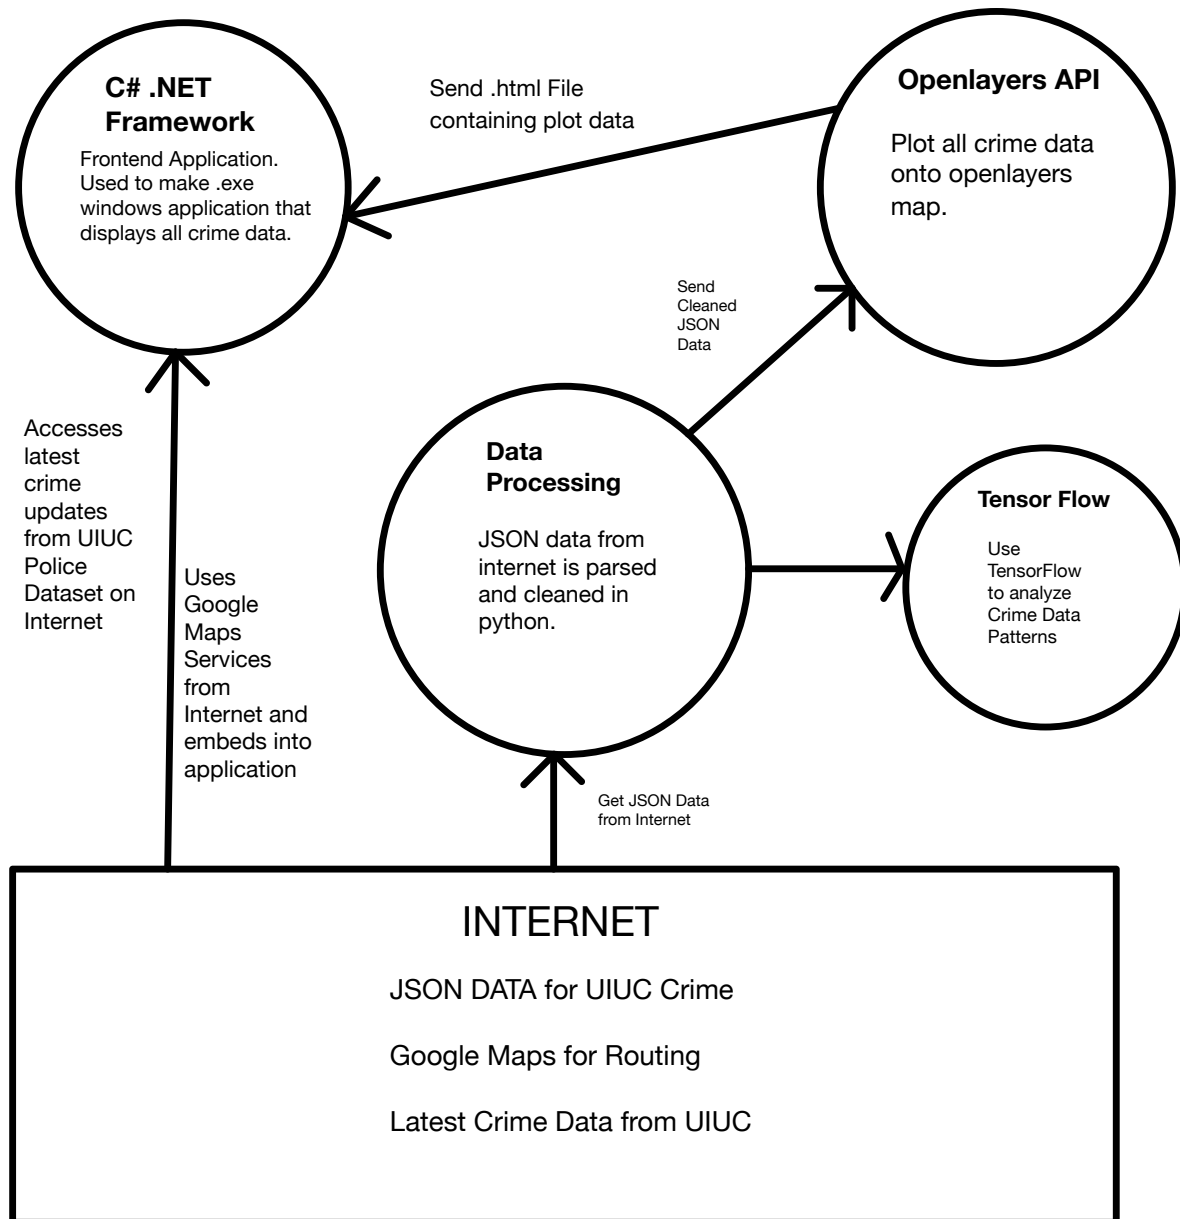 C# .NET
Framework
Frontend Application.
Used to make .exe
windows application that
displays all crime data.
Send .html File
containing plot data
Openlayers API
Plot all crime data
onto openlayers
map.
Send
Cleaned
JSON
Data
Accesses
latest
crime
updates
from UIUC
Police
Dataset on
Internet
Uses
Google
Maps
Services
from
Internet and
embeds into
application
Data
Processing
JSON data from
internet is parsed
and cleaned in
python.
Tensor Flow
Use
TensorFlow
to analyze
Crime Data
Patterns
Get JSON Data
from Internet
INTERNET
JSON DATA for UIUC Crime
Google Maps for Routing
Latest Crime Data from UIUC